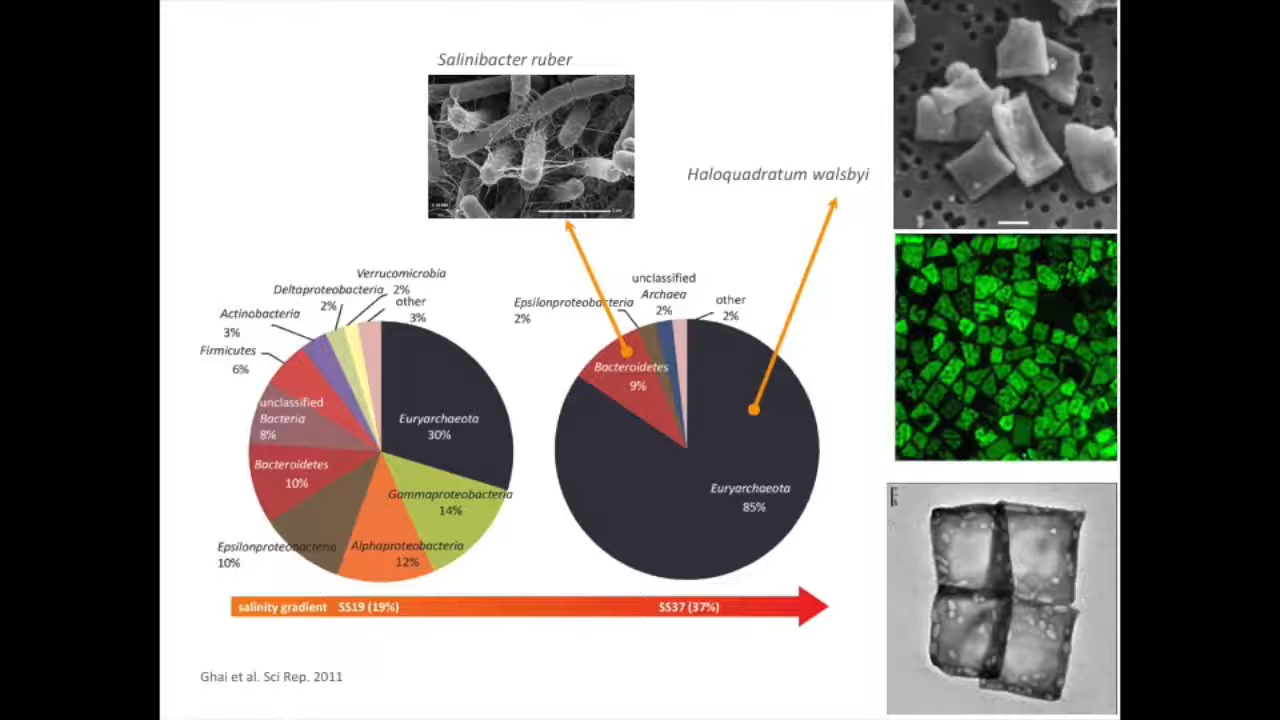 Salinibacter ruber
Haloquadratum walsbyi
Verrucomicrobia
2%
Deltaproteobacteria
2%
other
3%
Actinobacteria
3%
Firmicutes
6%
unclassified
Bacteria
8%
Bacteroidetes
10%
Epsilonproteobacteria
10%
Alphaproteobacteria
12%
Gammaproteobacteria
14%
Euryarchaeota
30%
unclassified
Archaea
2%
Epsilonproteobacteria
2%
other
2%
Bacteroidetes
9%
Euryarchaeota
85%
salinity gradient SS19 (19%) SS37 (37%)
Ghai et al. Sci Rep. 2011